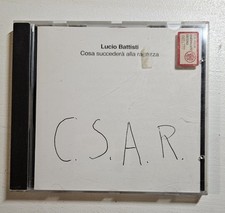 Lucio Battisti
Cosa succederà alla ragazza
C.S.A.R.